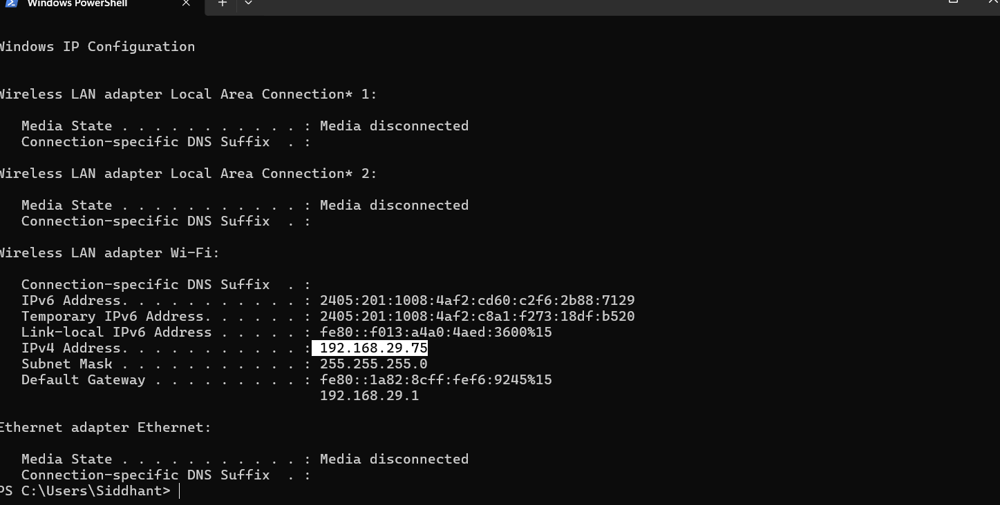 Windows PowerShell
Windows IP Configuration
Wireless LAN adapter Local Area Connection* 1:
Media State . . . . . . . . . . . : Media disconnected
Connection-specific DNS Suffix  . :
Wireless LAN adapter Local Area Connection* 2:
Media State . . . . . . . . . . . : Media disconnected
Connection-specific DNS Suffix  . :
Wireless LAN adapter Wi-Fi:
Connection-specific DNS Suffix  . :
IPv6 Address. . . . . . . . . . . : 2405:201:1008:4af2:cd60:c2f6:2b88:7129
Temporary IPv6 Address. . . . . . : 2405:201:1008:4af2:c8a1:f273:18df:b520
Link-local IPv6 Address . . . . . : fe80::f013:a4a0:4aed:3600%15
IPv4 Address. . . . . . . . . . . : 192.168.29.75
Subnet Mask . . . . . . . . . . . : 255.255.255.0
Default Gateway . . . . . . . . . : fe80::1a82:8cff:fef6:9245%15
192.168.29.1
Ethernet adapter Ethernet:
Media State . . . . . . . . . . . : Media disconnected
Connection-specific DNS Suffix  . :
PS C:\Users\Siddhant>